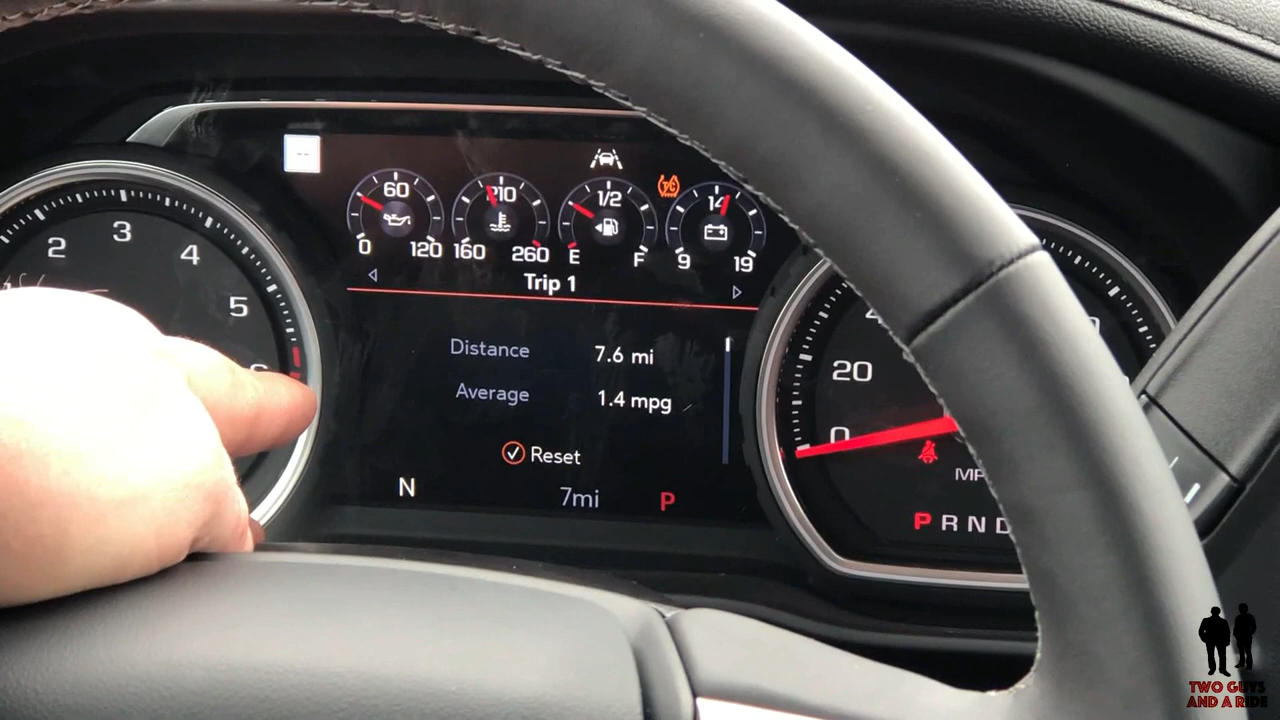 --
60
210
1/2
TC
14
0 120
160 260
E F
9 19
Trip 1
2
3
4
5
Distance 7.6 mi
Average 1.4 mpg
Reset
N 7mi P
20
0
P R N D
TWO GUYS
AND A RIDE